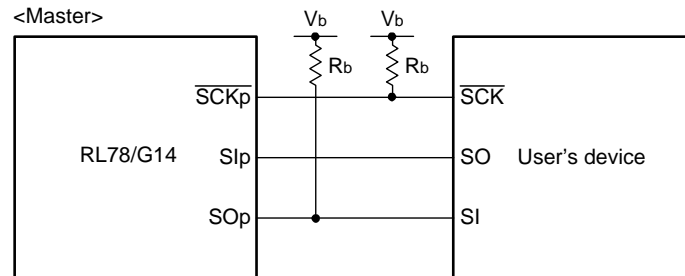 <Master>
Vb Vb
Rb Rb
SCKp SCK
RL78/G14 SIp SO User's device
SOp SI